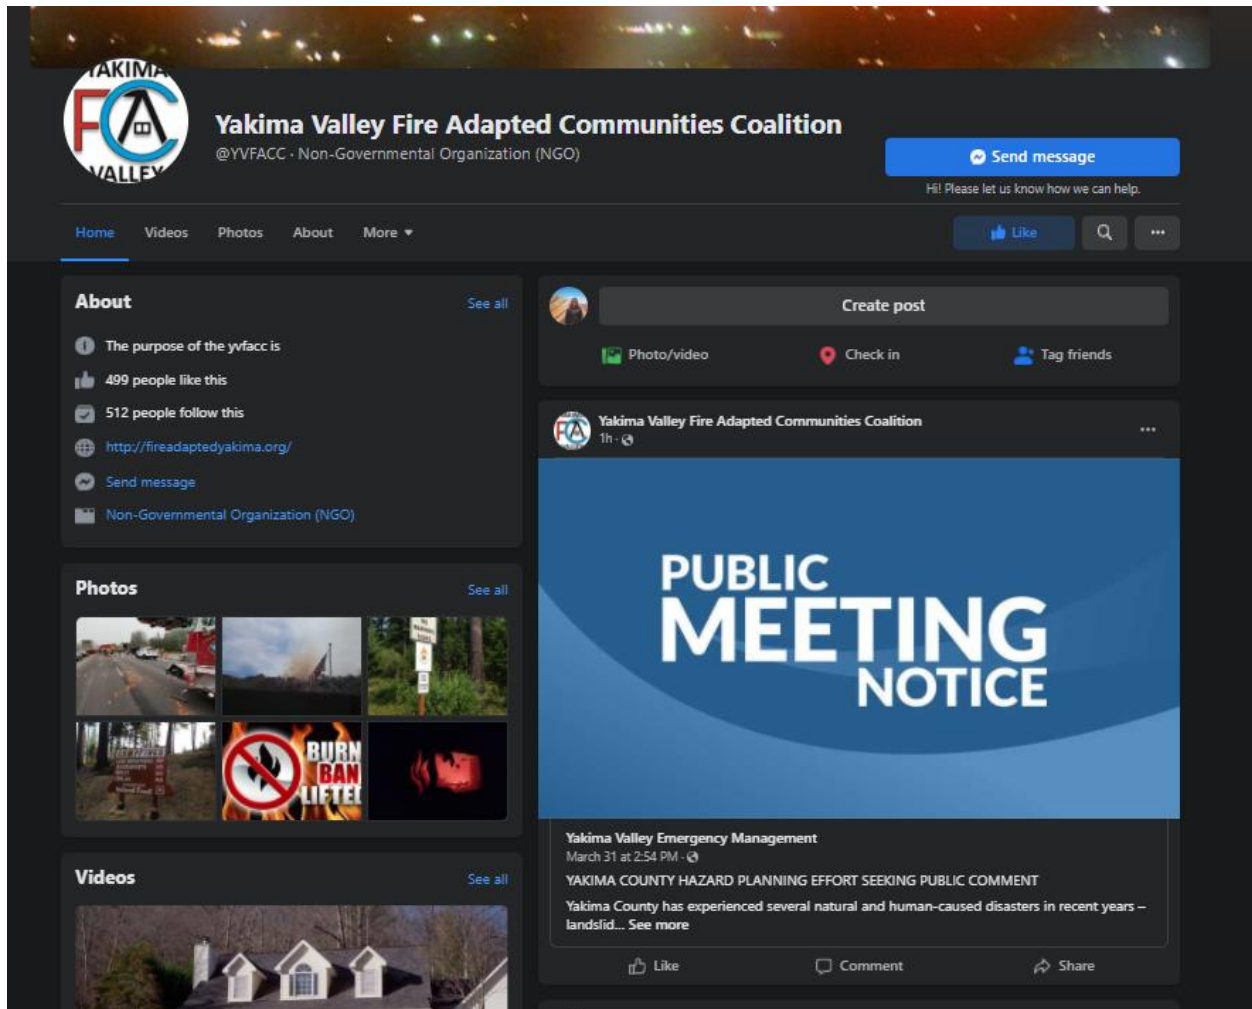 YAKIMA
FAC
VALLEY
Yakima Valley Fire Adapted Communities Coalition
@YVFACC · Non-Governmental Organization (NGO)
Send message
Hi! Please let us know how we can help.
Home Videos Photos About More
Like
About See all
The purpose of the yvfacc is
499 people like this
512 people follow this
http://fireadaptedyakima.org/
Send message
Non-Governmental Organization (NGO)
Photos See all
BURN
BAN
LIFTED
Videos See all
Create post
Photo/video Check in Tag friends
Yakima Valley Fire Adapted Communities Coalition
1h ·
PUBLIC
MEETING
NOTICE
Yakima Valley Emergency Management
March 31 at 2:54 PM ·
YAKIMA COUNTY HAZARD PLANNING EFFORT SEEKING PUBLIC COMMENT
Yakima County has experienced several natural and human-caused disasters in recent years –
landslid... See more
Like Comment Share